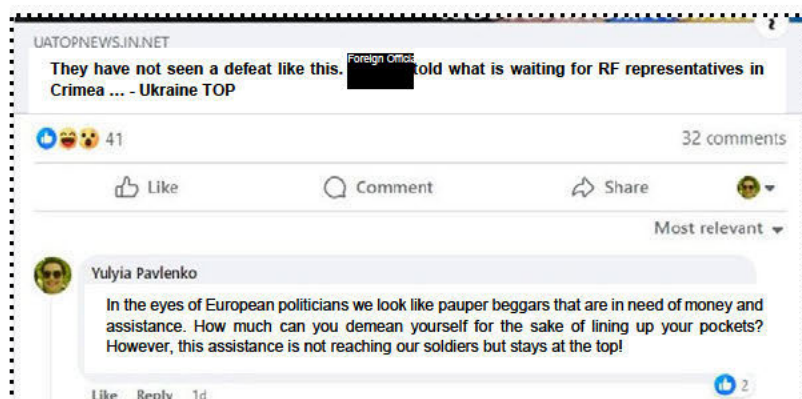 UATOPNEWS.IN.NET
They have not seen a defeat like this. Foreign Officia told what is waiting for RF representatives in
Crimea ... - Ukraine TOP
41
32 comments
Like
Comment
Share
Most relevant
Yulyia Pavlenko
In the eyes of European politicians we look like pauper beggars that are in need of money and
assistance. How much can you demean yourself for the sake of lining up your pockets?
However, this assistance is not reaching our soldiers but stays at the top!
2
Like Reply 1d